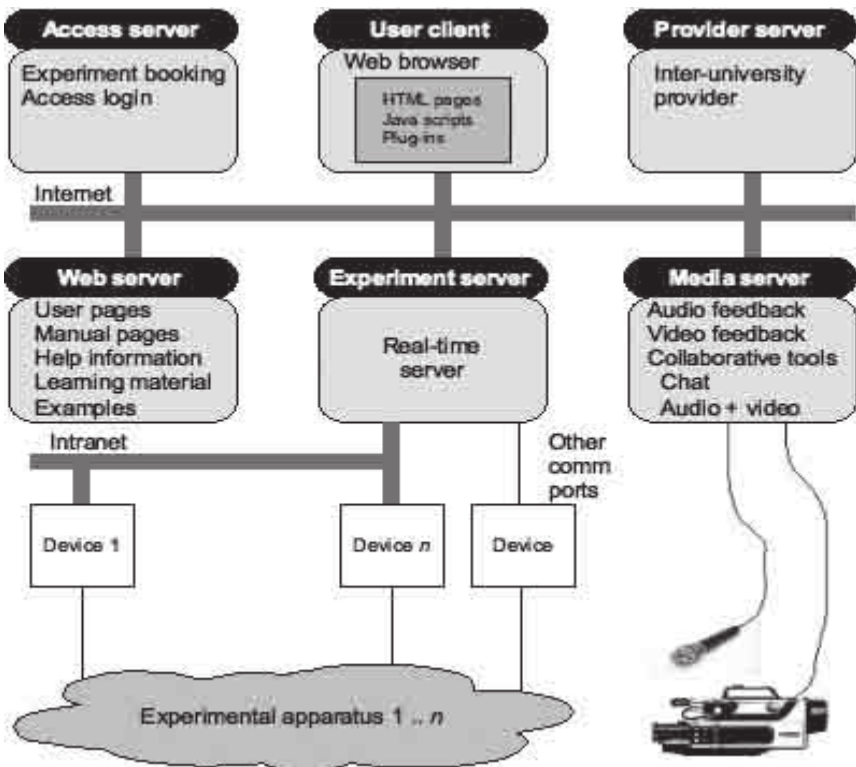 Access server
Experiment booking
Access login
User client
Web browser
HTML pages
Java scripts
Plug-ins
Provider server
Inter-university
provider
Internet
Web server
User pages
Manual pages
Help information
Learning material
Examples
Experiment server
Real-time
server
Media server
Audio feedback
Video feedback
Collaborative tools
Chat
Audio + video
Intranet
Other
comm
ports
Device 1
Device n
Device
Experimental apparatus 1 .. n